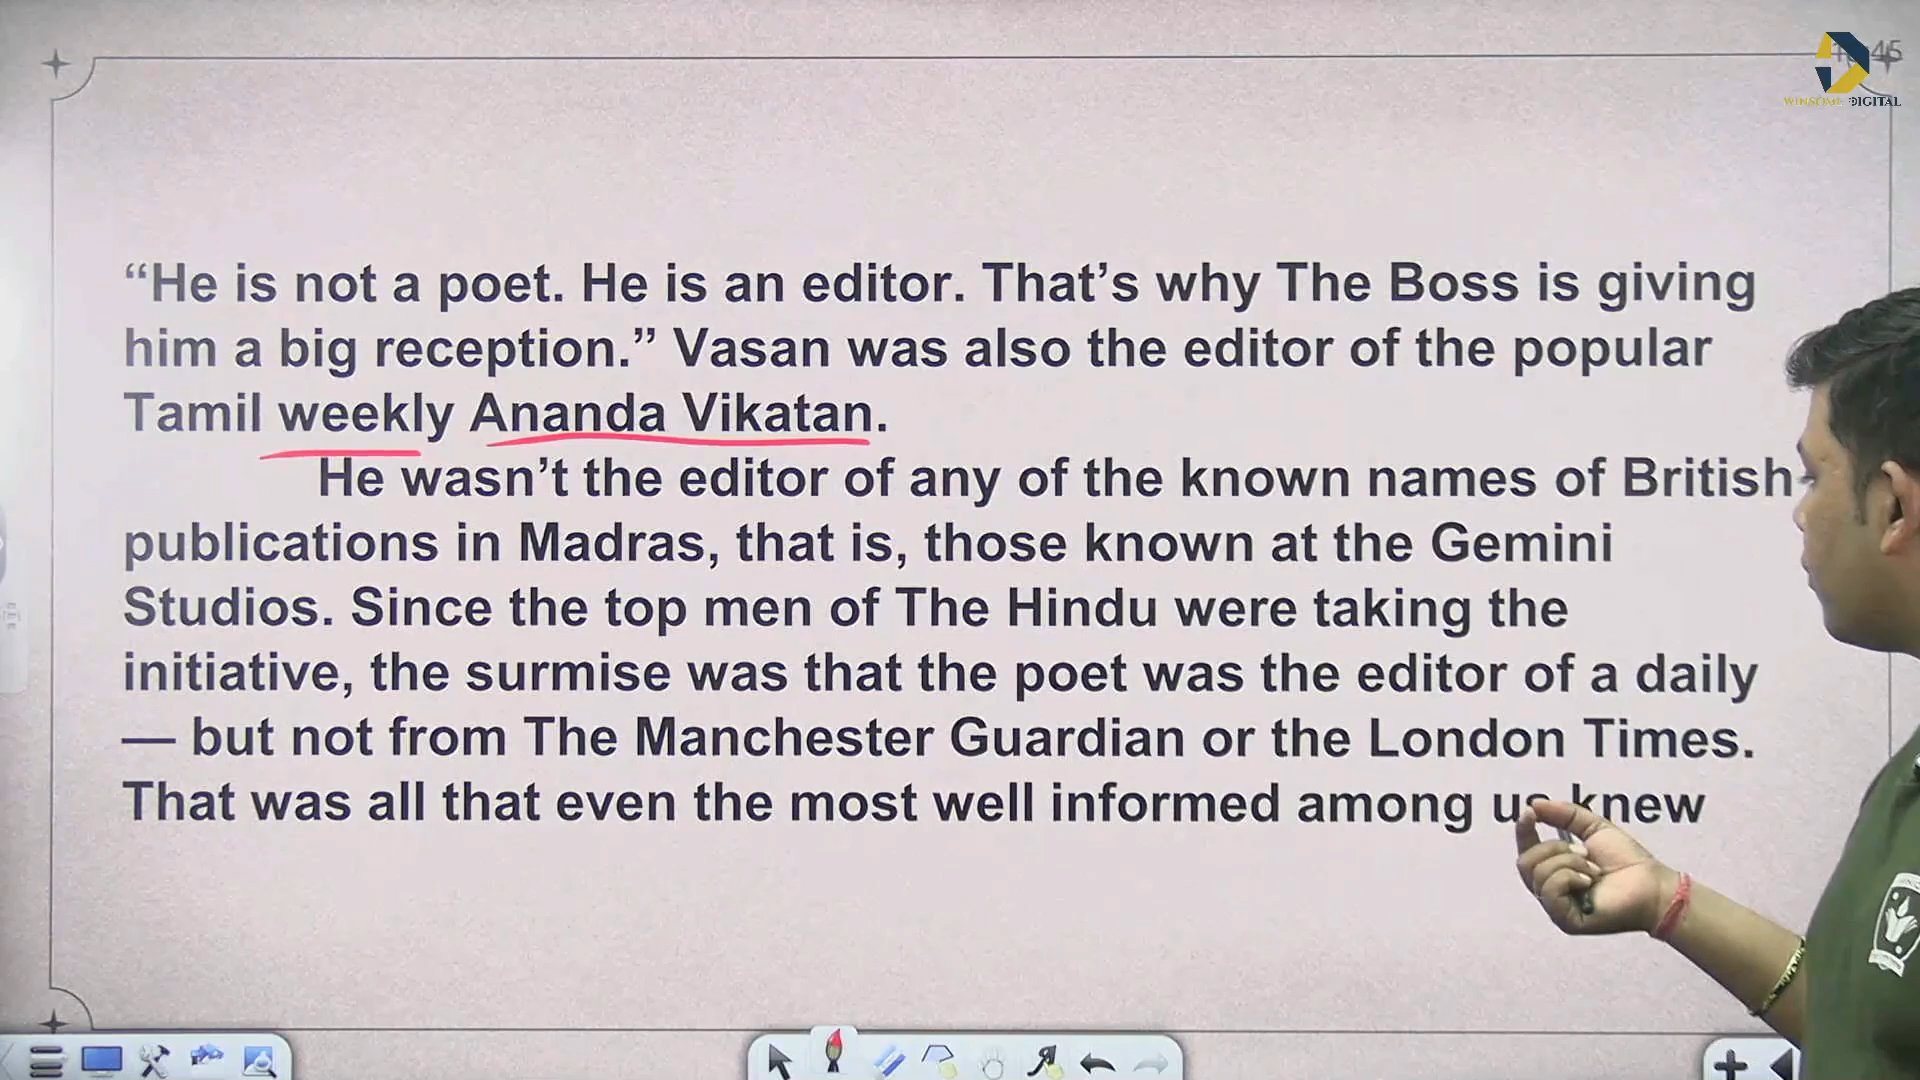 45
WINSOME DIGITAL
“He is not a poet. He is an editor. That’s why The Boss is giving
him a big reception.” Vasan was also the editor of the popular
Tamil weekly Ananda Vikatan.
He wasn’t the editor of any of the known names of British
publications in Madras, that is, those known at the Gemini
Studios. Since the top men of The Hindu were taking the
initiative, the surmise was that the poet was the editor of a daily
— but not from The Manchester Guardian or the London Times.
That was all that even the most well informed among us knew